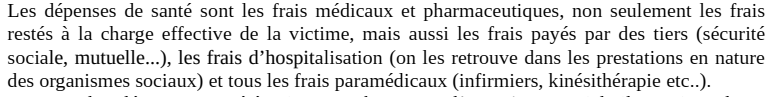 Les dépenses de santé sont les frais médicaux et pharmaceutiques, non seulement les frais
restés à la charge effective de la victime, mais aussi les frais payés par des tiers (sécurité
sociale, mutuelle...), les frais d’hospitalisation (on les retrouve dans les prestations en nature
des organismes sociaux) et tous les frais paramédicaux (infirmiers, kinésithérapie etc..).